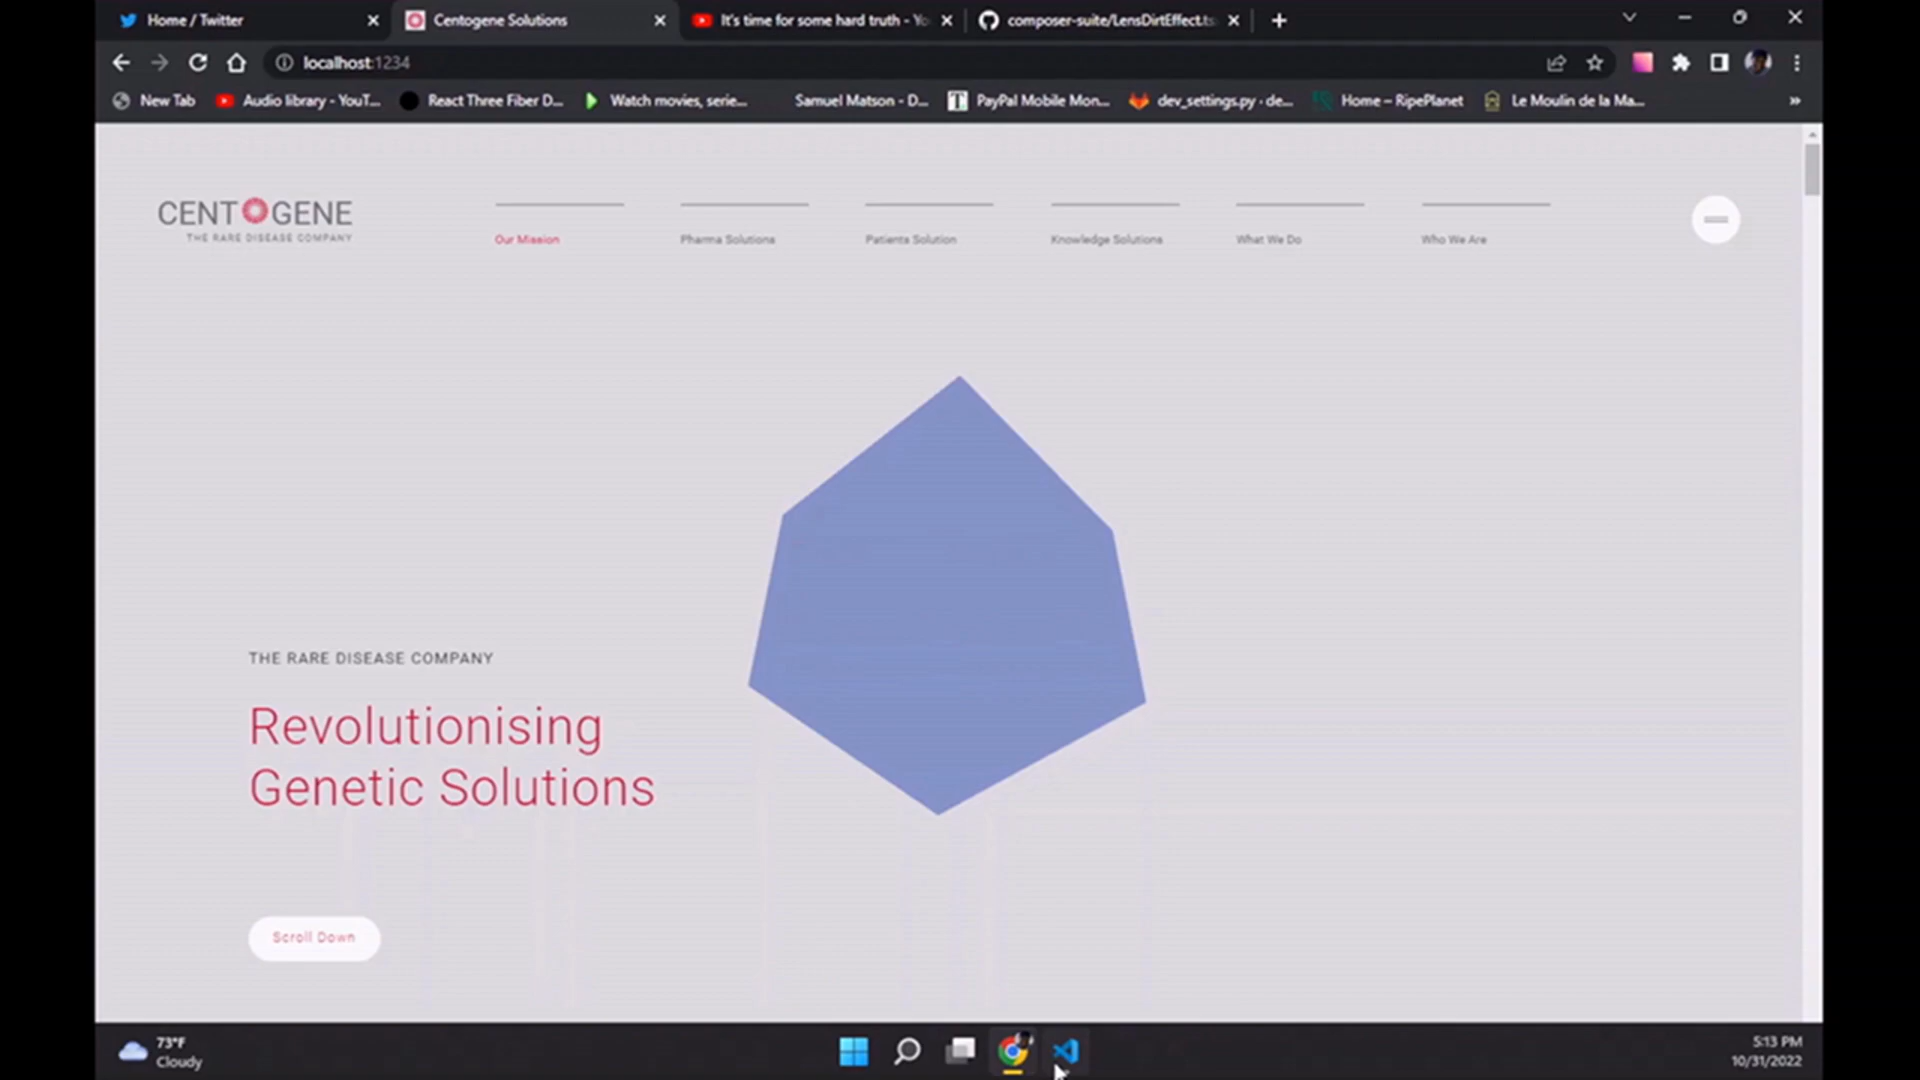 Home / Twitter
Centogene Solutions
It's time for some hard truth - Yo
composer-suite/LensDirtEffect.ts
localhost:1234
New Tab
Audio library - YouT...
React Three Fiber D...
Watch movies, serie...
Samuel Matson - D...
PayPal Mobile Mon...
dev_settings.py · de...
Home – RipePlanet
Le Moulin de la Ma...
»
CENTOGENE
THE RARE DISEASE COMPANY
Our Mission
Pharma Solutions
Patients Solution
Knowledge Solutions
What We Do
Who We Are
THE RARE DISEASE COMPANY
Revolutionising
Genetic Solutions
Scroll Down
73°F
Cloudy
5:13 PM
10/31/2022